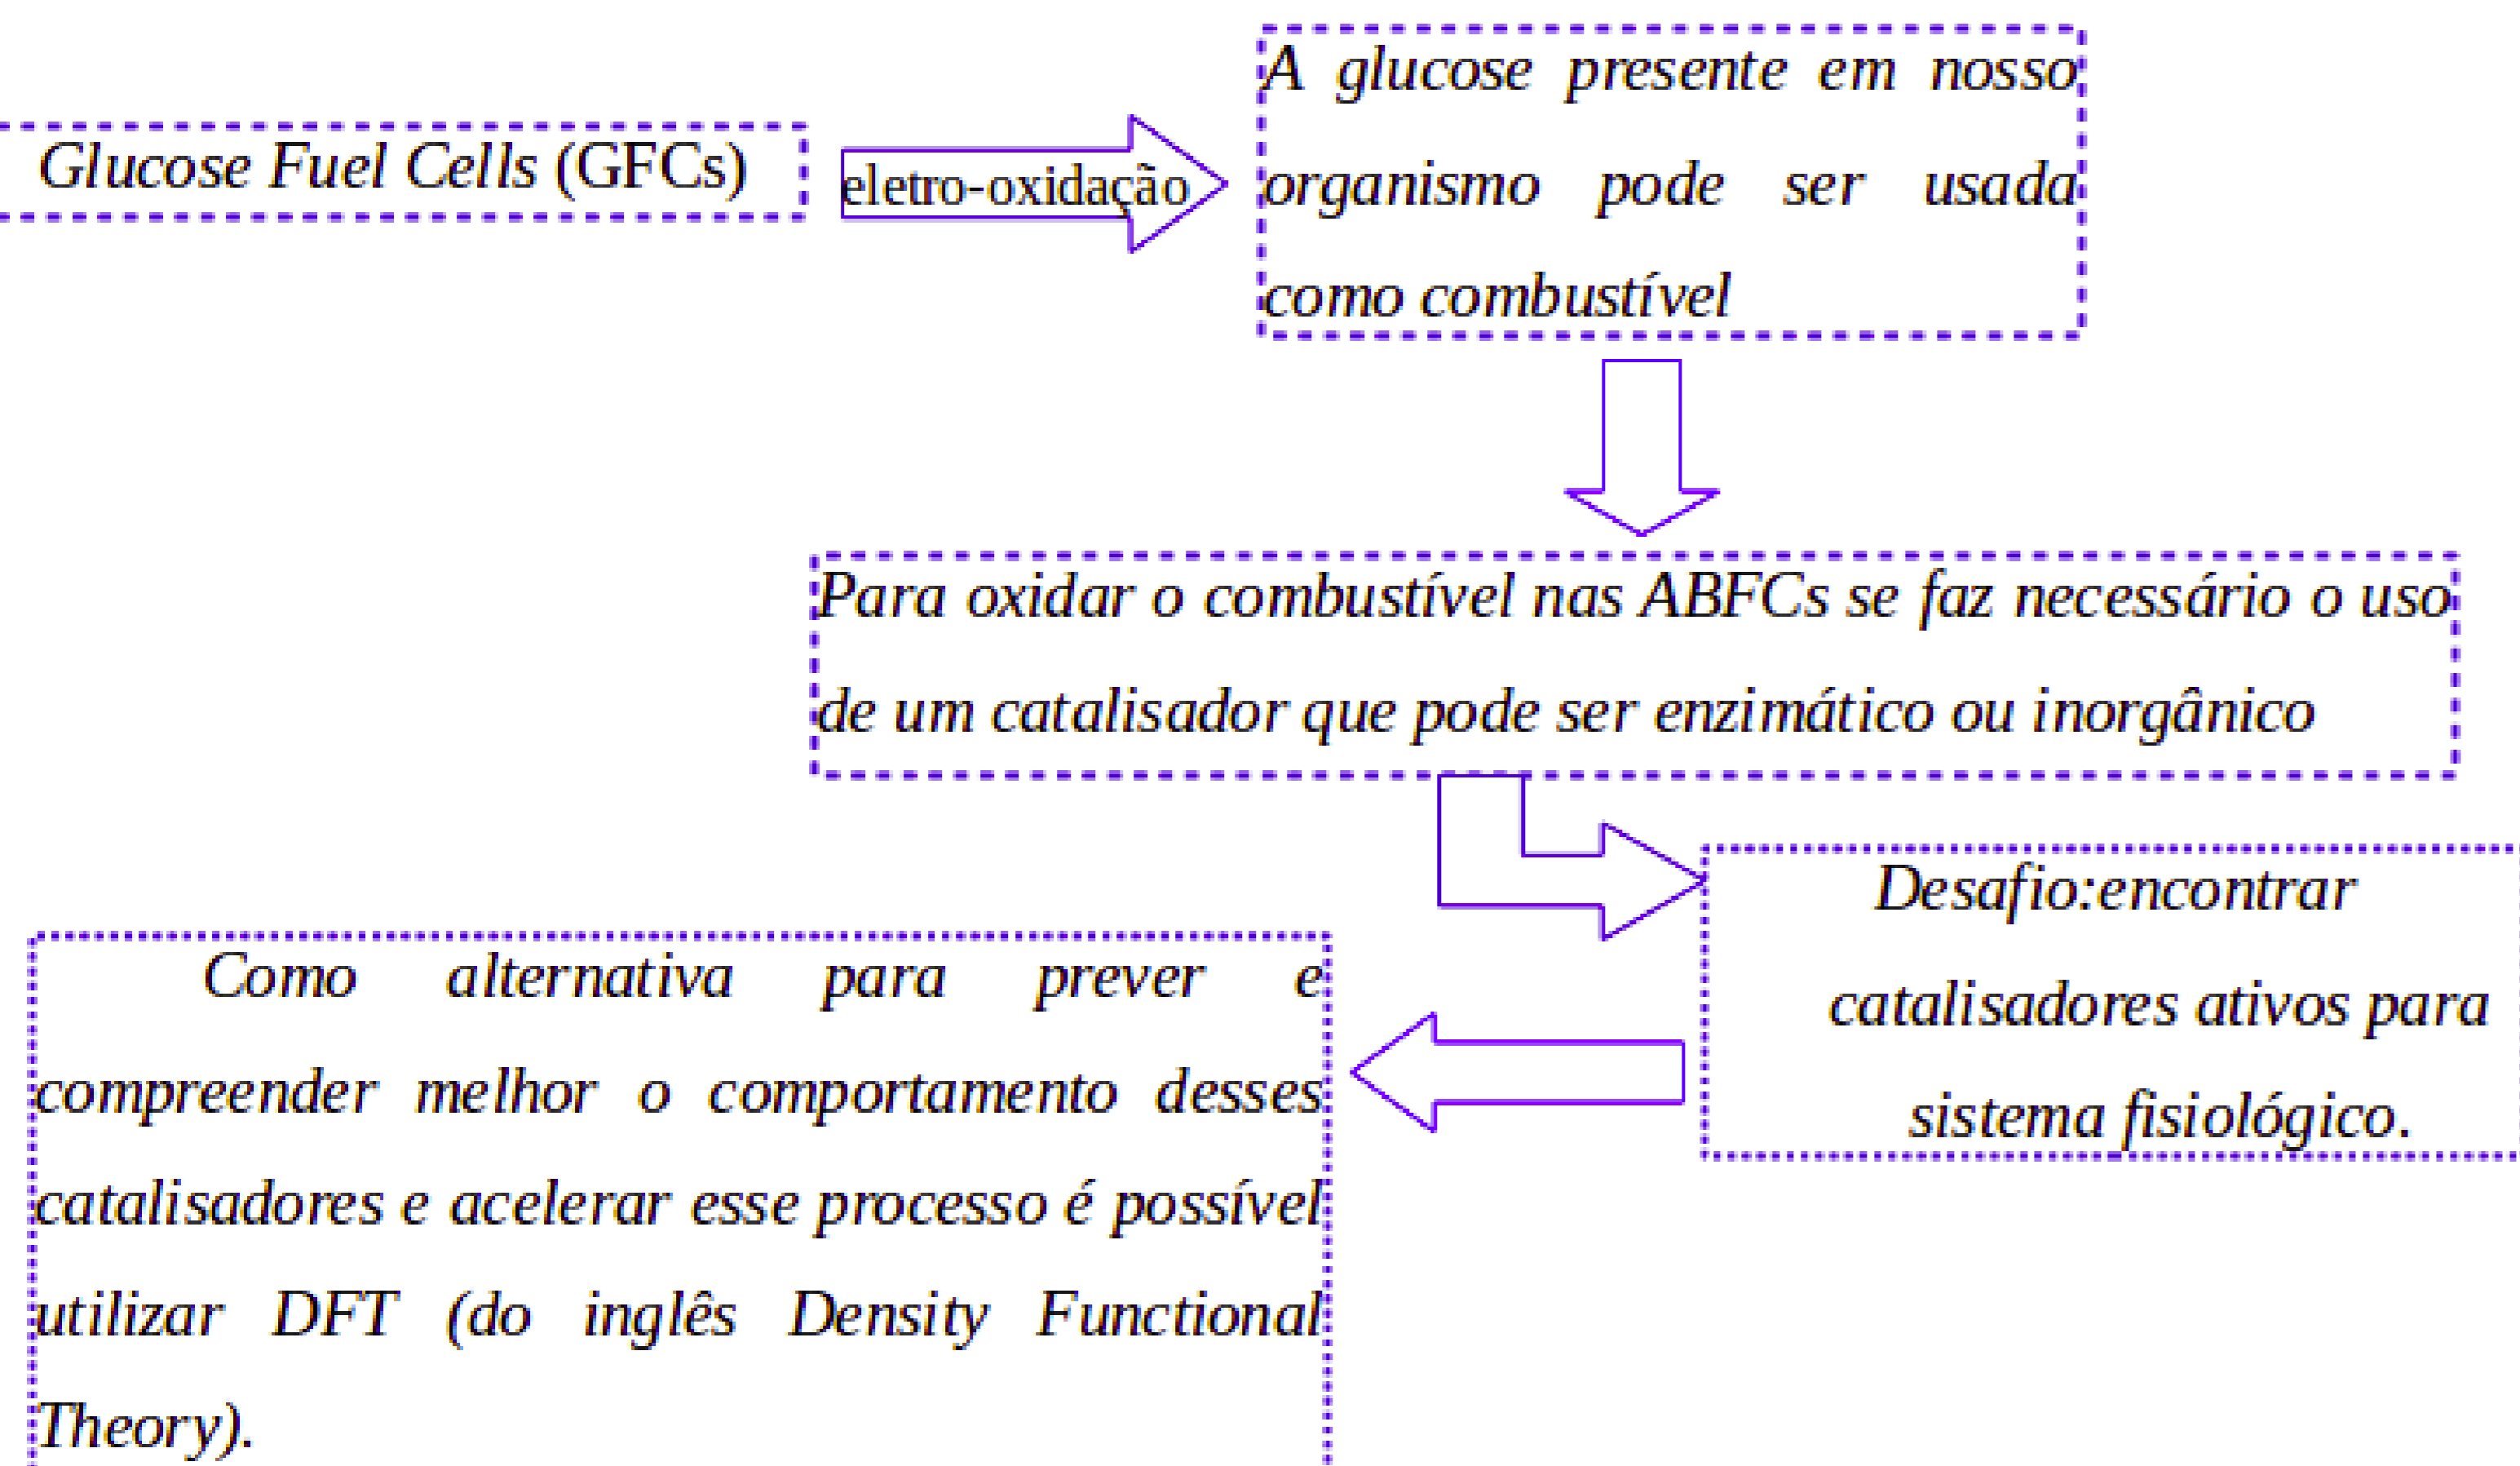 Glucose Fuel Cells (GFCs)
eletro-oxidação
A glucose presente em nosso
organismo pode ser usada
como combustível
Para oxidar o combustível nas ABFCs se faz necessário o uso
de um catalisador que pode ser enzimático ou inorgânico
Desafio:encontrar
catalisadores ativos para
sistema fisiológico.
Como alternativa para prever e
compreender melhor o comportamento desses
catalisadores e acelerar esse processo é possível
utilizar DFT (do inglês Density Functional
Theory).